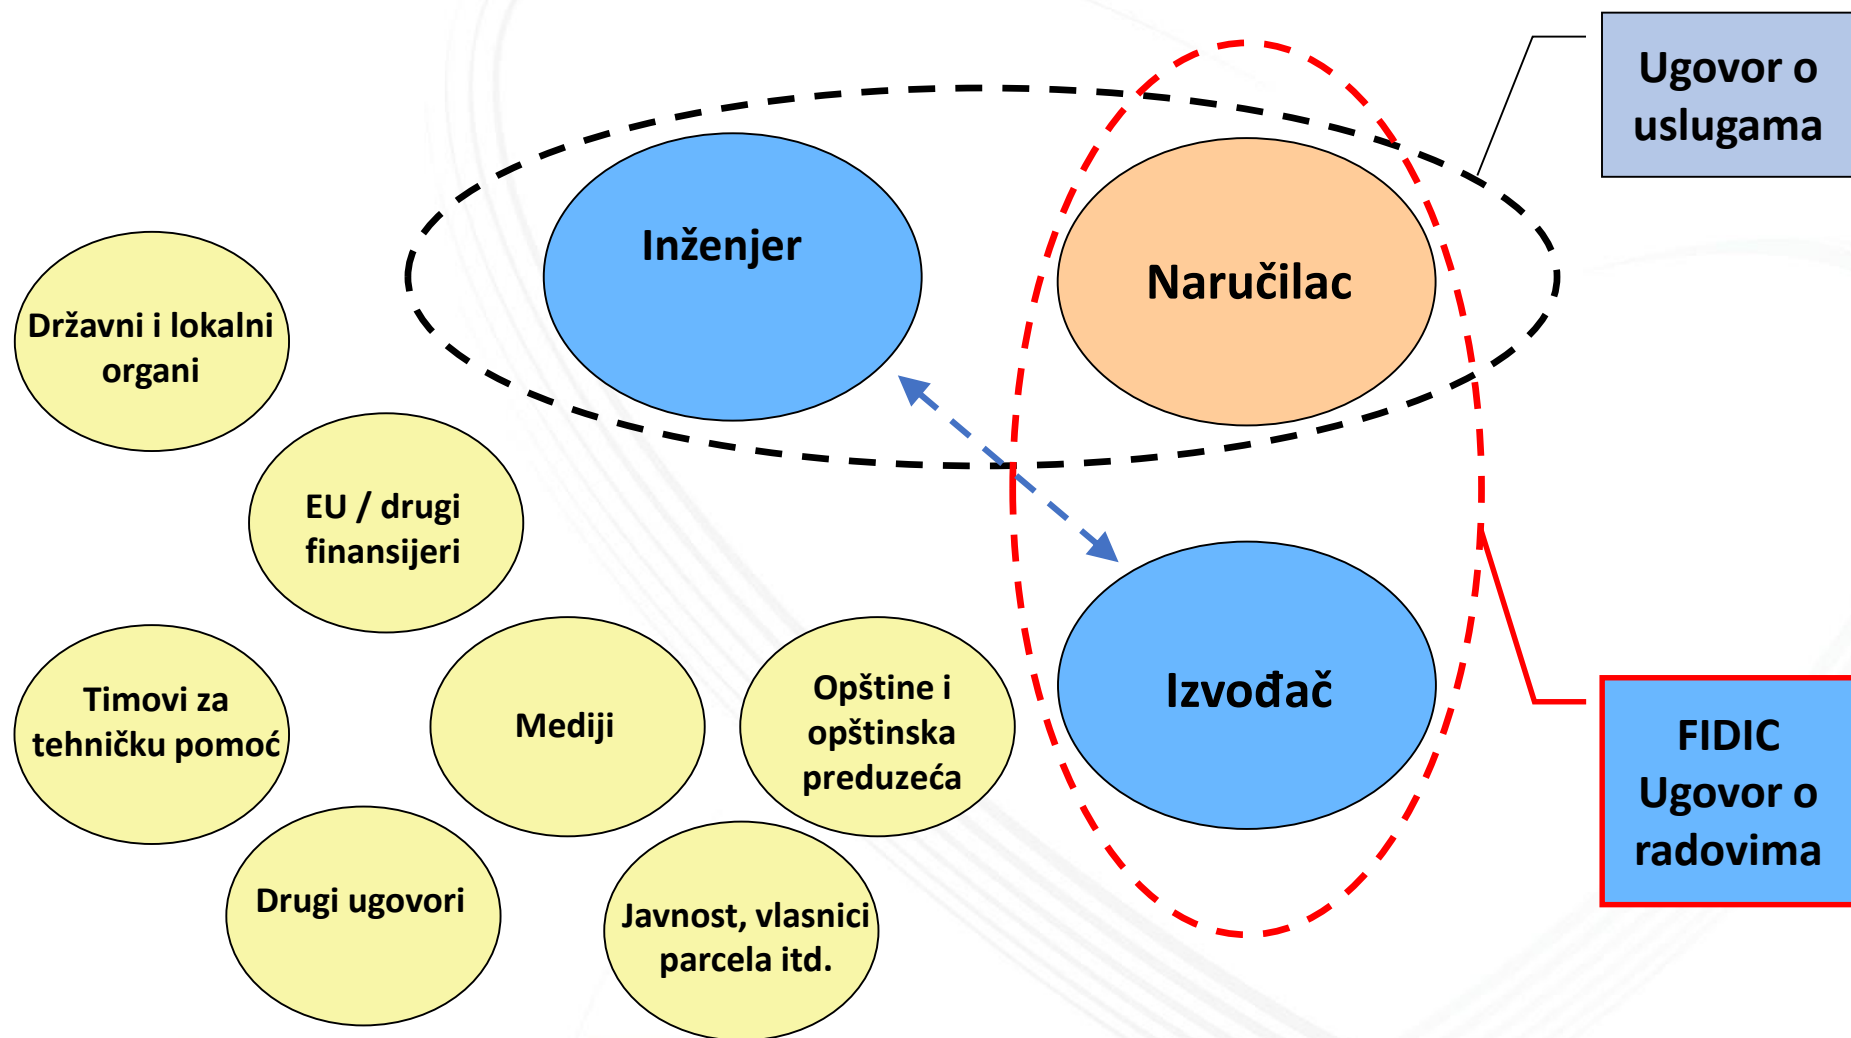 Ugovor o
uslugama
Inženjer
Naručilac
Državni i lokalni
organi
EU / drugi
finansijeri
Timovi za
tehničku pomoć
Mediji
Opštine i
opštinska
preduzeća
Izvođač
FIDIC
Ugovor o
radovima
Drugi ugovori
Javnost, vlasnici
parcela itd.